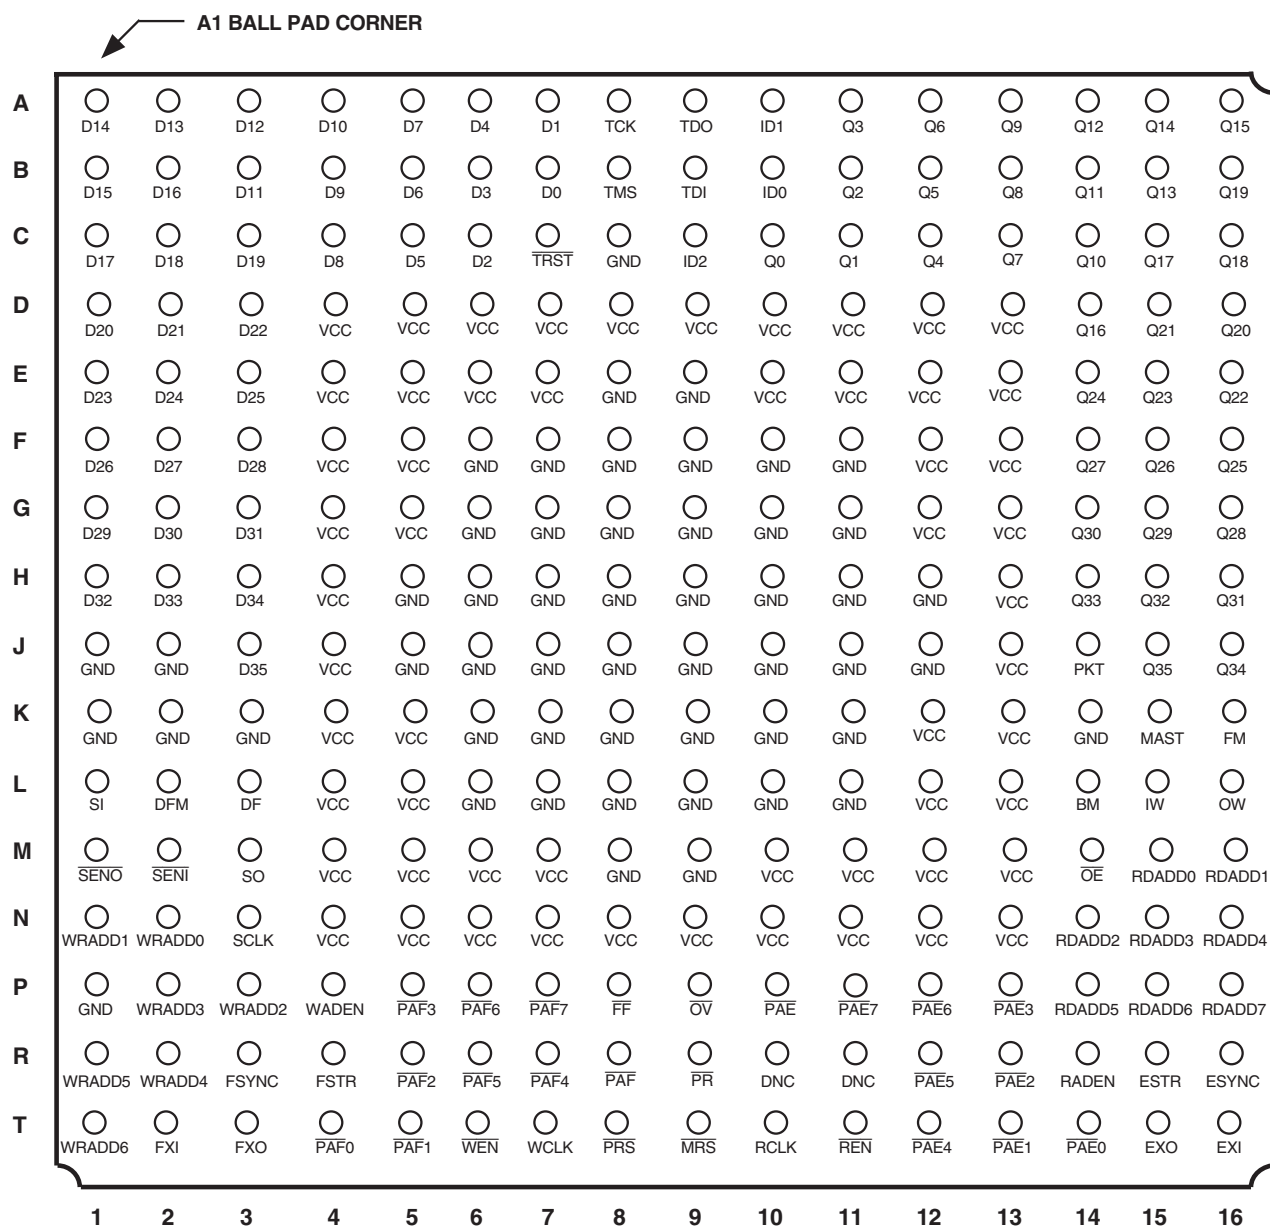 A1 BALL PAD CORNER
A
D14 D13 D12 D10 D7 D4 D1 TCK TDO ID1 Q3 Q6 Q9 Q12 Q14 Q15
B
D15 D16 D11 D9 D6 D3 D0 TMS TDI ID0 Q2 Q5 Q8 Q11 Q13 Q19
C
D17 D18 D19 D8 D5 D2 TRST GND ID2 Q0 Q1 Q4 Q7 Q10 Q17 Q18
D
D20 D21 D22 VCC VCC VCC VCC VCC VCC VCC VCC VCC VCC Q16 Q21 Q20
E
D23 D24 D25 VCC VCC VCC VCC GND GND VCC VCC VCC VCC Q24 Q23 Q22
F
D26 D27 D28 VCC VCC GND GND GND GND GND GND VCC VCC Q27 Q26 Q25
G
D29 D30 D31 VCC VCC GND GND GND GND GND GND VCC VCC Q30 Q29 Q28
H
D32 D33 D34 VCC GND GND GND GND GND GND GND GND VCC Q33 Q32 Q31
J
GND GND D35 VCC GND GND GND GND GND GND GND GND VCC PKT Q35 Q34
K
GND GND GND VCC VCC GND GND GND GND GND GND VCC VCC GND MAST FM
L
SI DFM DF VCC VCC GND GND GND GND GND GND VCC VCC BM IW OW
M
SENO SENI SO VCC VCC VCC VCC GND GND VCC VCC VCC VCC OE RDADD0 RDADD1
N
WRADD1 WRADD0 SCLK VCC VCC VCC VCC VCC VCC VCC VCC VCC VCC RDADD2 RDADD3 RDADD4
P
GND WRADD3 WRADD2 WADEN PAF3 PAF6 PAF7 FF OV PAE PAE7 PAE6 PAE3 RDADD5 RDADD6 RDADD7
R
WRADD5 WRADD4 FSYNC FSTR PAF2 PAF5 PAF4 PAF PR DNC DNC PAE5 PAE2 RADEN ESTR ESYNC
T
WRADD6 FXI FXO PAF0 PAF1 WEN WCLK PRS MRS RCLK REN PAE4 PAE1 PAE0 EXO EXI
1 2 3 4 5 6 7 8 9 10 11 12 13 14 15 16